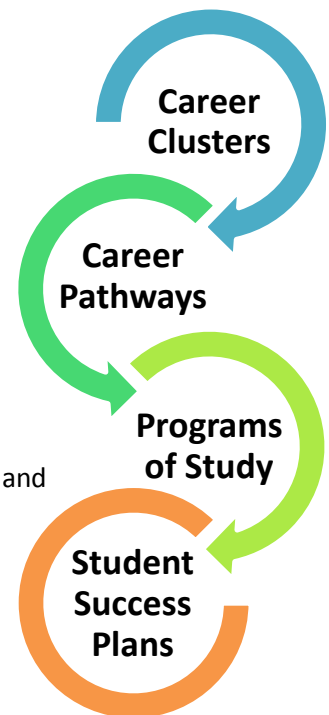 Career
Clusters
Career
Pathways
Programs
of Study
and
Student
Success
Plans